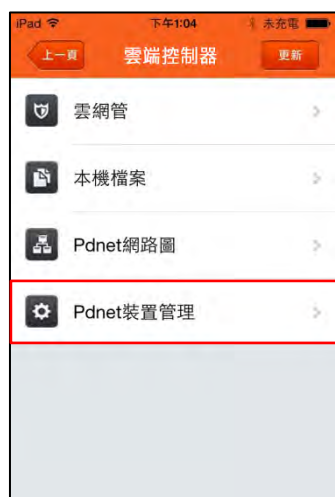 iPad 下午1:04 未充電
上一頁 雲端控制器 更新
雲網管
本機檔案
Pdnet網路圖
Pdnet裝置管理